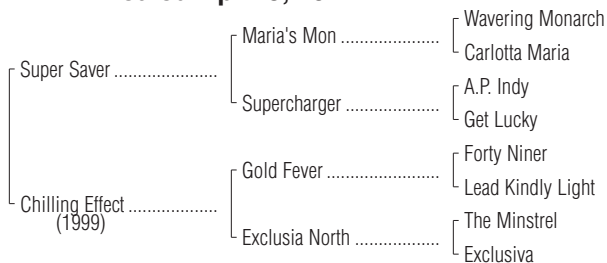 Super Saver ........................
Chilling Effect ....................
(1999)
Maria's Mon ......................
Supercharger .....................
Gold Fever ........................
Exclusia North ...................
Wavering Monarch
Carlotta Maria
A.P. Indy
Get Lucky
Forty Niner
Lead Kindly Light
The Minstrel
Exclusiva